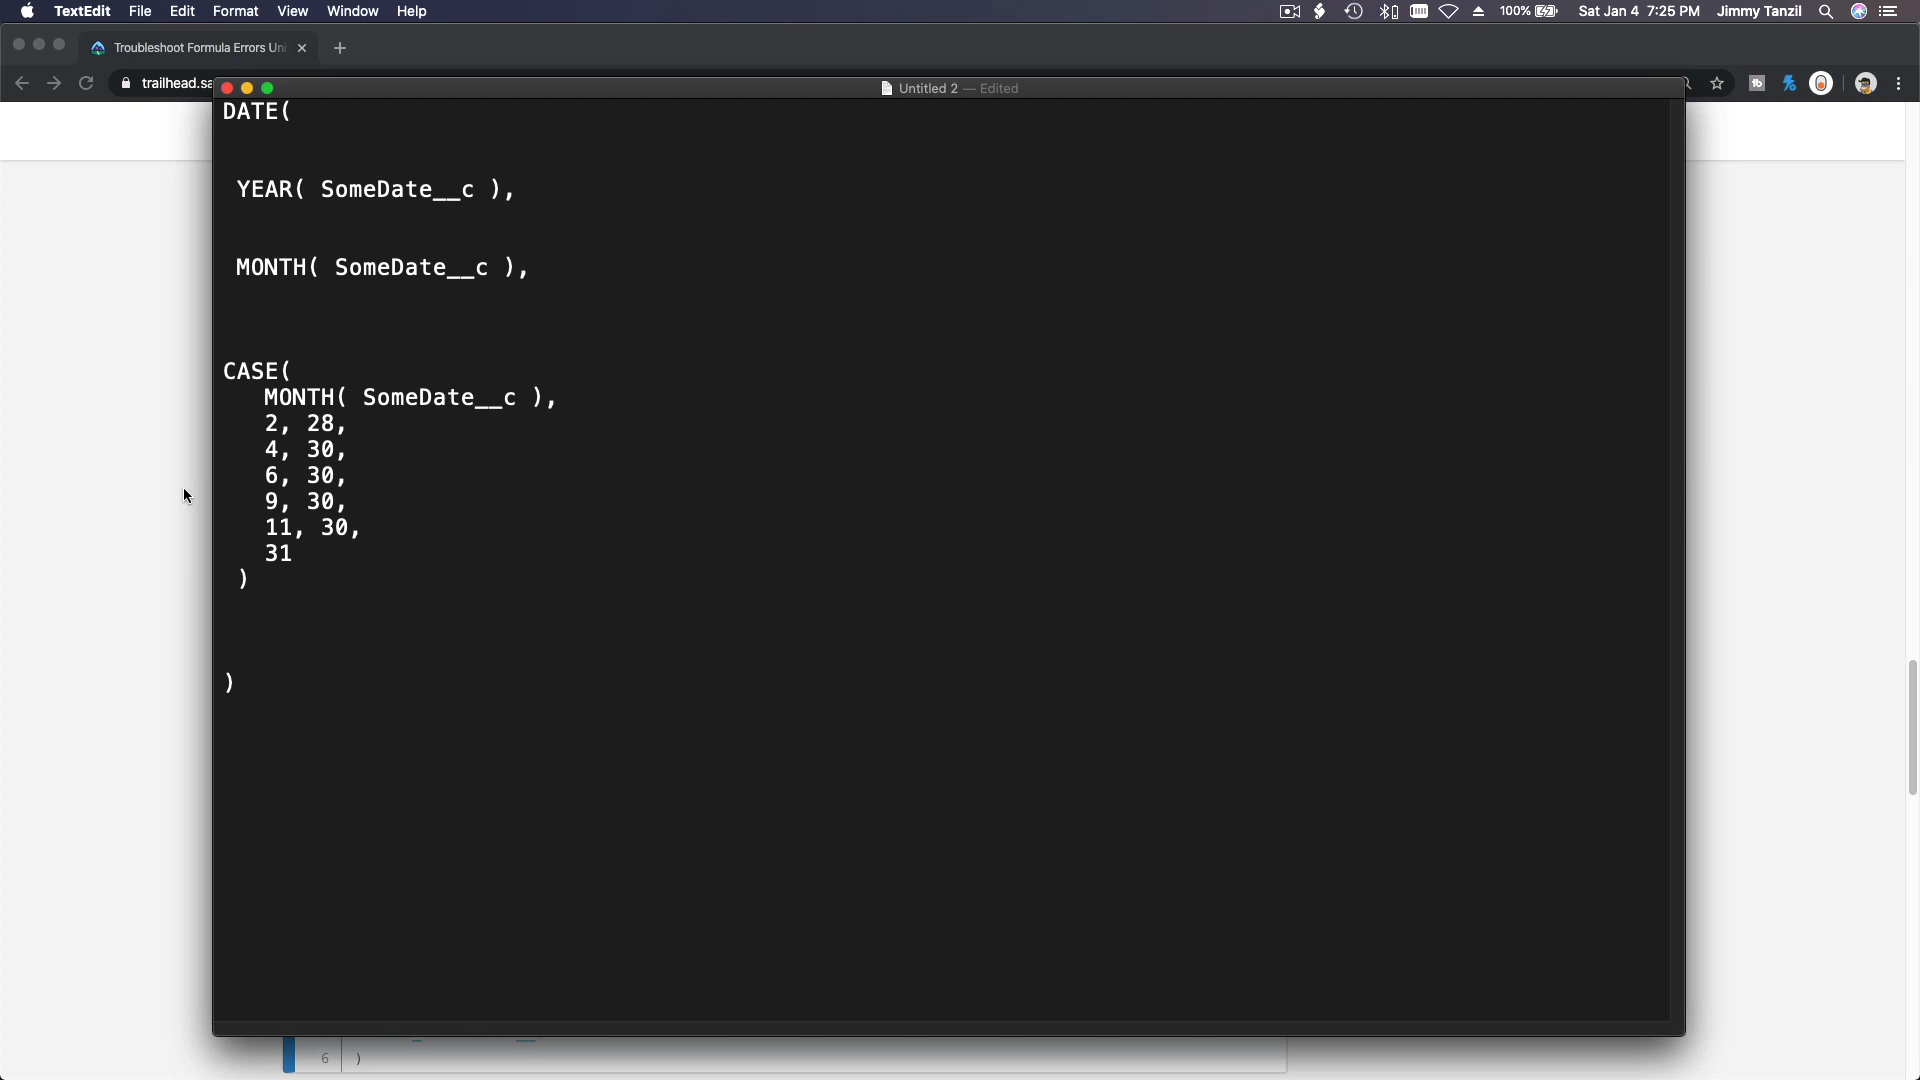 TextEdit File Edit Format View Window Help 100% Sat Jan 4 7:25 PM Jimmy Tanzil
Troubleshoot Formula Errors Uni
trailhead.sa
Untitled 2 — Edited
DATE(
YEAR( SomeDate__c ),
MONTH( SomeDate__c ),
CASE(
MONTH( SomeDate__c ),
2, 28,
4, 30,
6, 30,
9, 30,
11, 30,
31
)
)
6 )